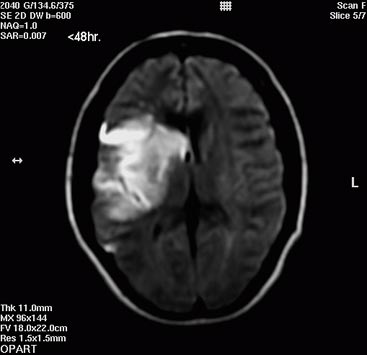 2040 G/134.6/375
SE 2D DW b=600
NAQ=1.0
SAR=0.007
<48hr.
Scan F
Slice 5/7
L
Thk 11.0mm
MX 96x144
FV 18.0x22.0cm
Res 1.5x1.5mm
OPART